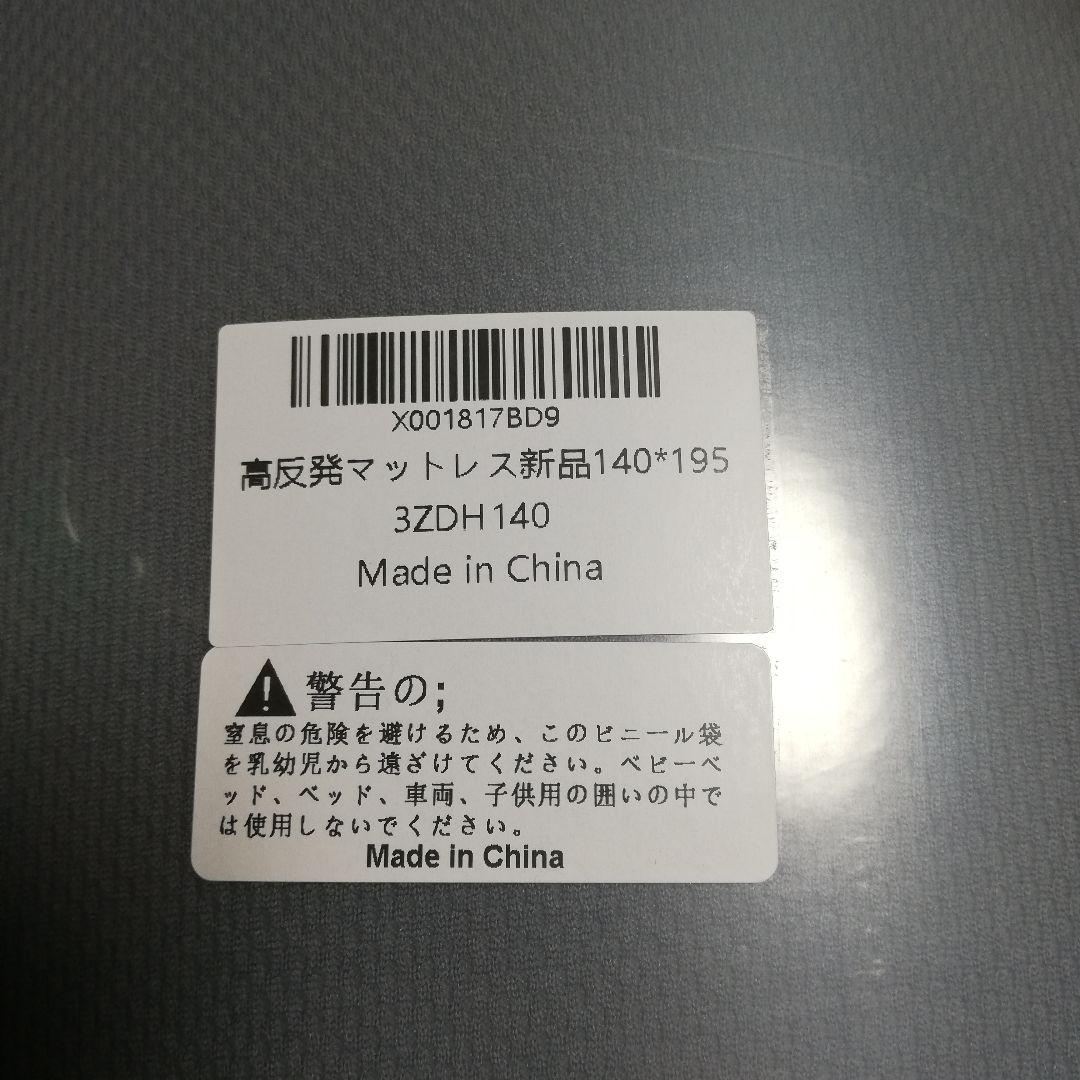 X001817BD9
高反発マットレス新品140*195
3ZDH140
Made in China
警告の;
窒息の危険を避けるため、このビニール袋
を乳幼児から遠ざけてください。ベビーベ
ッド、ベッド、車両、子供用の囲いの中で
は使用しないでください。
Made in China